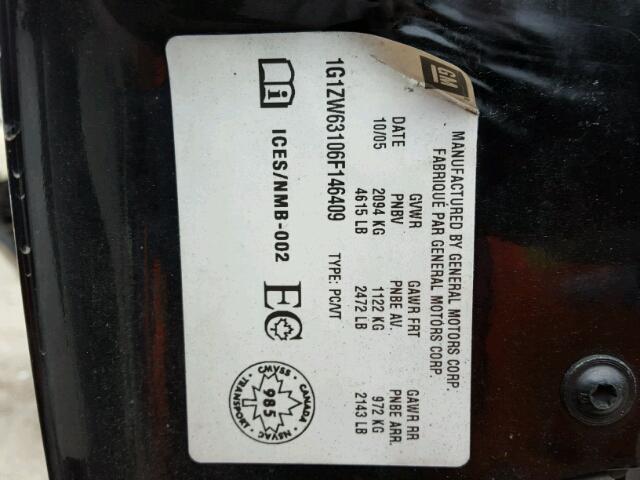 GM
MANUFACTURED BY GENERAL MOTORS CORP.
FABRIQUE PAR GENERAL MOTORS CORP.
DATE GVWR GAWR FRT GAWR RR
10/05 PNBV PNBE AV. PNBE ARR.
2094 KG 1122 KG 972 KG
4615 LB 2472 LB 2143 LB
1G1ZW63106F146409 TYPE: PC/VT
i ICES/NMB-002 EC
CANADA
CMVSS
985
NSVAC
TRANSPORT